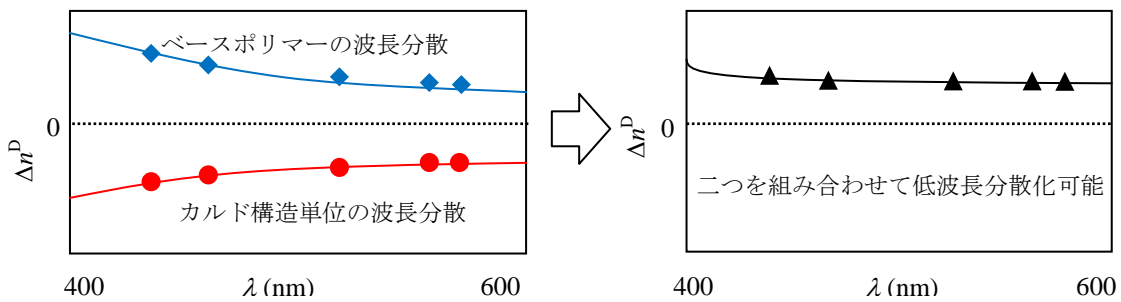 ベースポリマーの波長分散
0
Δn^D
カルド構造単位の波長分散
400
λ (nm)
600
0
Δn^D
二つを組み合わせて低波長分散化可能
400
λ (nm)
600